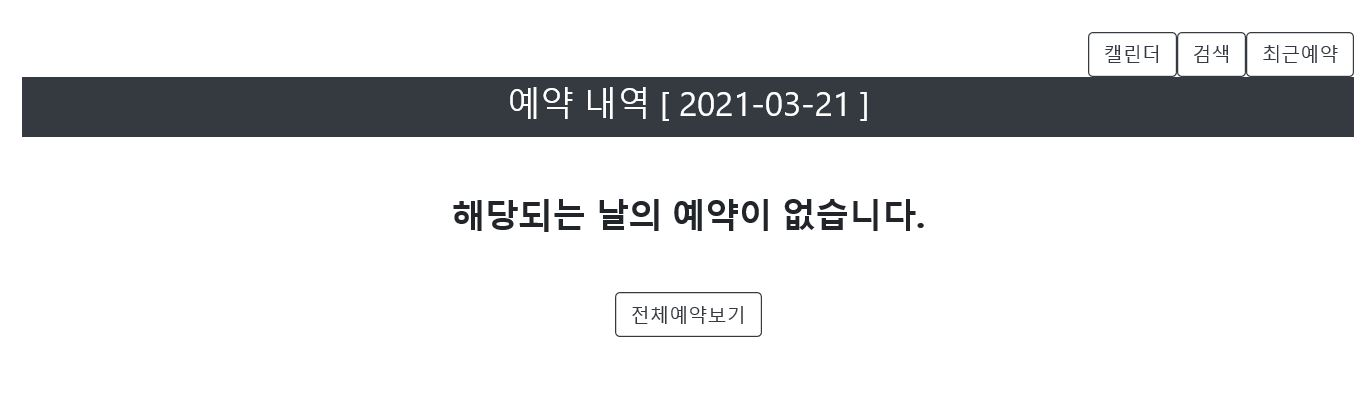 캘린더 검색 최근예약
예약 내역 [ 2021-03-21 ]
해당되는 날의 예약이 없습니다.
전체예약보기